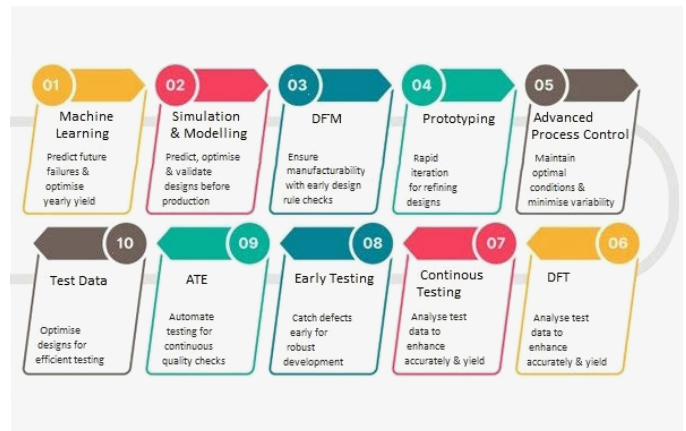 01
Machine
Learning
Predict future
failures &
optimise
yearly yield
02
Simulation
& Modelling
Predict, optimise
& validate
designs before
production
03
DFM
Ensure
manufacturability
with early design
rule checks
04
Prototyping
Rapid
iteration
for refining
designs
05
Advanced
Process Control
Maintain
optimal
conditions &
minimise variability
10
Test Data
Optimise
designs for
efficient testing
09
ATE
Automate
testing for
continuous
quality checks
08
Early Testing
Catch defects
early for
robust
development
07
Continous
Testing
Analyse test
data to
enhance
accurately & yield
06
DFT
Analyse test
data to
enhance
accurately & yield